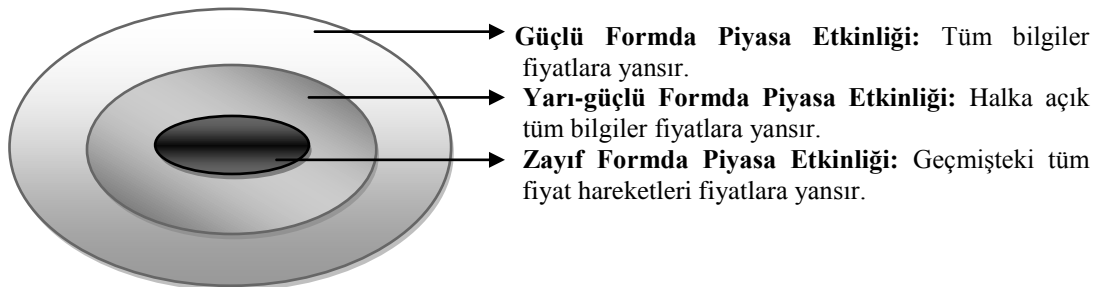 Güçlü Formda Piyasa Etkinliği: Tüm bilgiler
fiyatlara yansır.
Yarı-güçlü Formda Piyasa Etkinliği: Halka açık
tüm bilgiler fiyatlara yansır.
Zayıf Formda Piyasa Etkinliği: Geçmişteki tüm
fiyat hareketleri fiyatlara yansır.